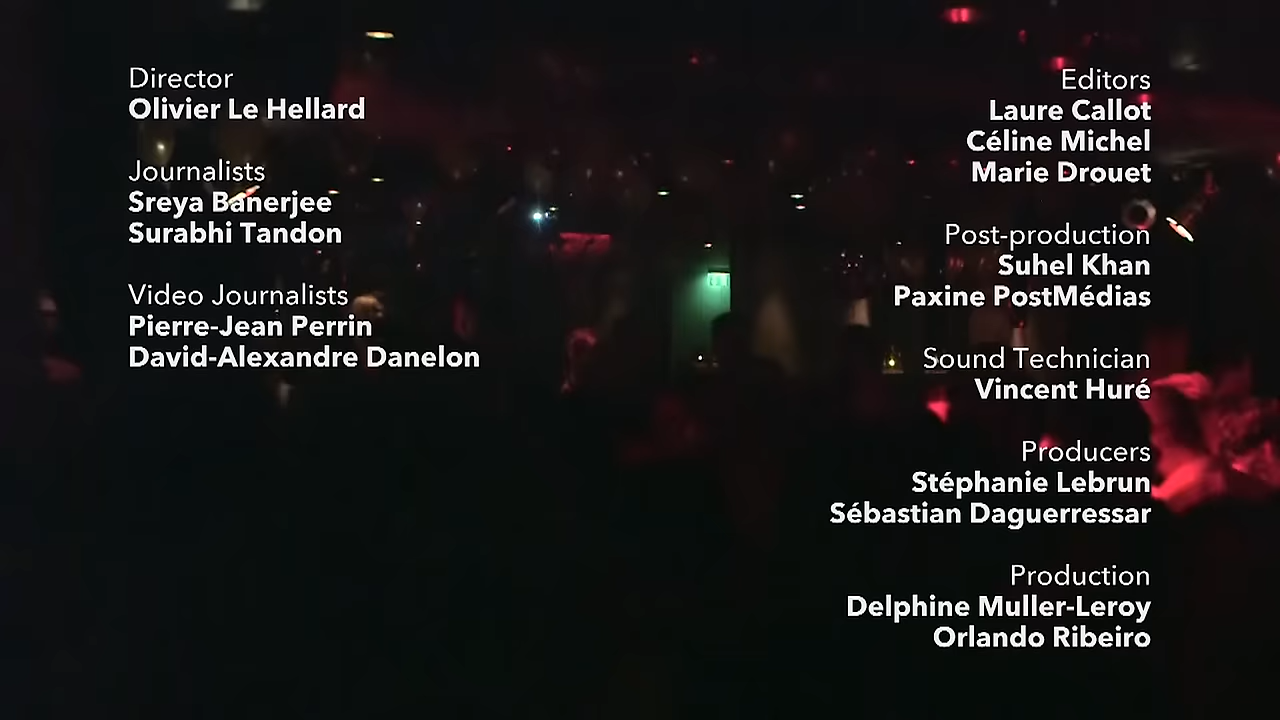 Director
Olivier Le Hellard
Journalists
Sreya Banerjee
Surabhi Tandon
Video Journalists
Pierre-Jean Perrin
David-Alexandre Danelon
Editors
Laure Callot
Céline Michel
Marie Drouet
Post-production
Suhel Khan
Paxine PostMédias
Sound Technician
Vincent Huré
Producers
Stéphanie Lebrun
Sébastian Daguerressar
Production
Delphine Muller-Leroy
Orlando Ribeiro